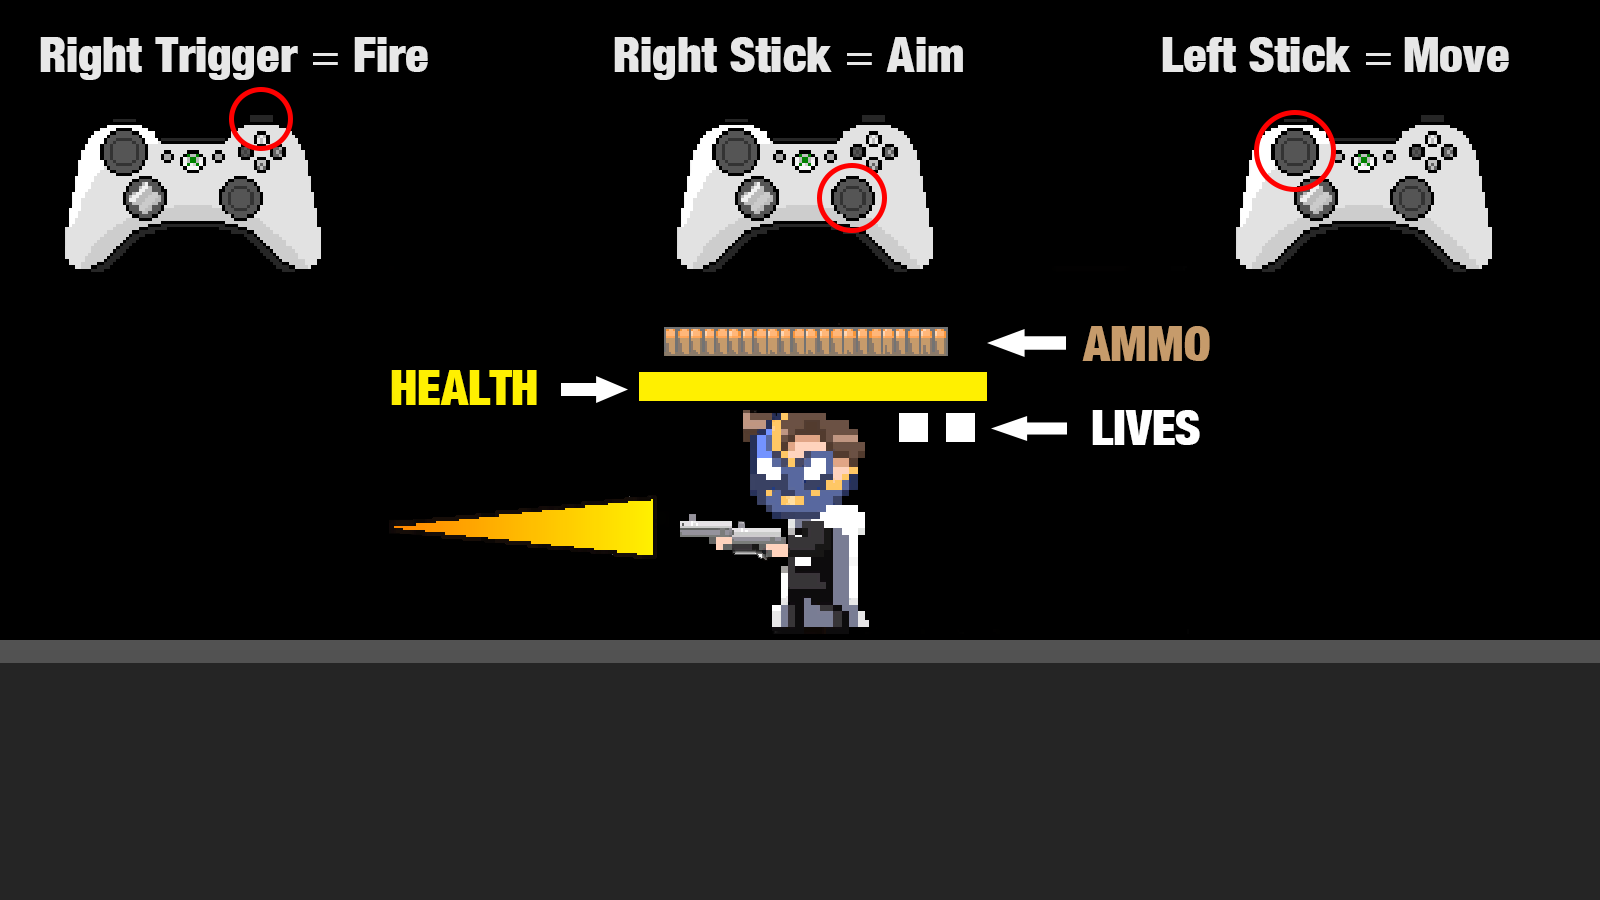 Right Trigger = Fire
Right Stick = Aim
Left Stick = Move
AMMO
HEALTH
LIVES